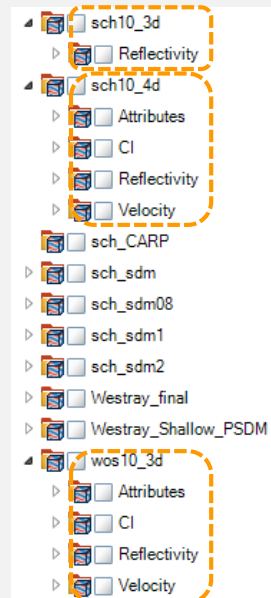 sch10_3d
Reflectivity
sch10_4d
Attributes
CI
Reflectivity
Velocity
sch_CARP
sch_sdm
sch_sdm08
sch_sdm1
sch_sdm2
Westray_final
Westray_Shallow_PSDM
wos10_3d
Attributes
CI
Reflectivity
Velocity